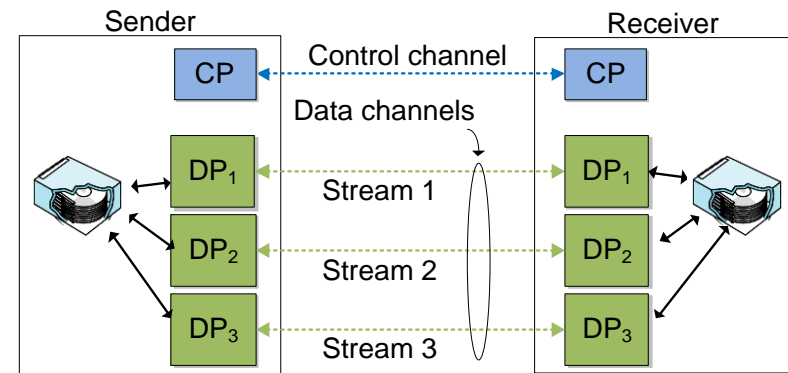 Sender
Receiver
CP
Control channel
CP
Data channels
DP₁
DP₁
Stream 1
DP₂
DP₂
Stream 2
DP₃
DP₃
Stream 3